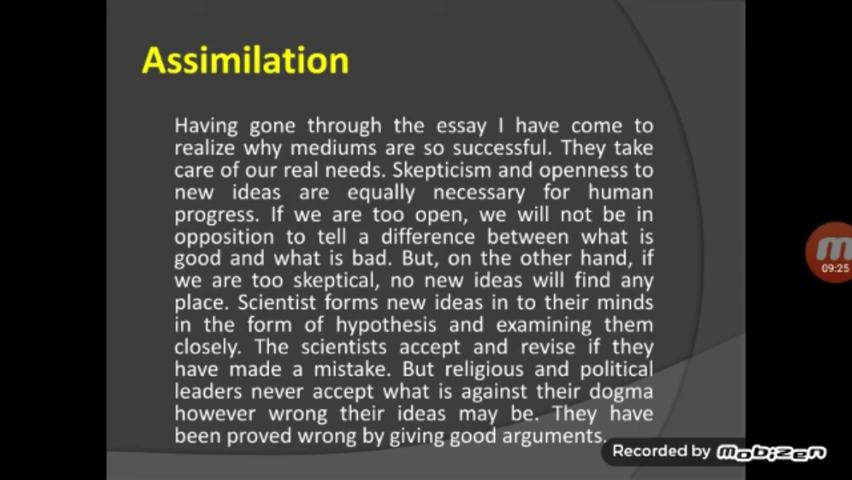 Assimilation
Having gone through the essay I have come to
realize why mediums are so successful. They take
care of our real needs. Skepticism and openness to
new ideas are equally necessary for human
progress. If we are too open, we will not be in
opposition to tell a difference between what is
good and what is bad. But, on the other hand, if
we are too skeptical, no new ideas will find any
place. Scientist forms new ideas in to their minds
in the form of hypothesis and examining them
closely. The scientists accept and revise if they
have made a mistake. But religious and political
leaders never accept what is against their dogma
however wrong their ideas may be. They have
been proved wrong by giving good arguments.
09:25
Recorded by mobizen